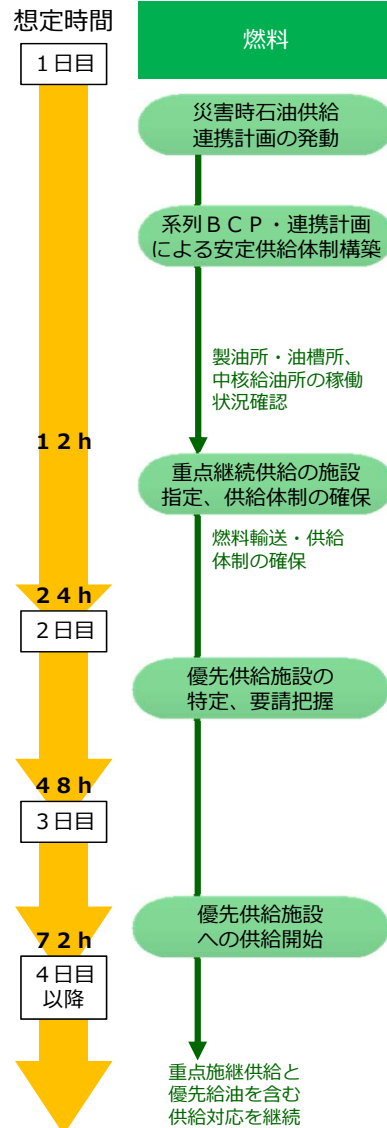 想定時間
燃料
１日目
災害時石油供給
連携計画の発動
系列ＢＣＰ・連携計画
による安定供給体制構築
製油所・油槽所、
中核給油所の稼働
状況確認
１２ｈ
重点継続供給の施設
指定、供給体制の確保
燃料輸送・供給
体制の確保
２４ｈ
２日目
優先供給施設の
特定、要請把握
４８ｈ
３日目
優先供給施設
への供給開始
７２ｈ
４日目
以降
重点施継供給と
優先給油を含む
供給対応を継続